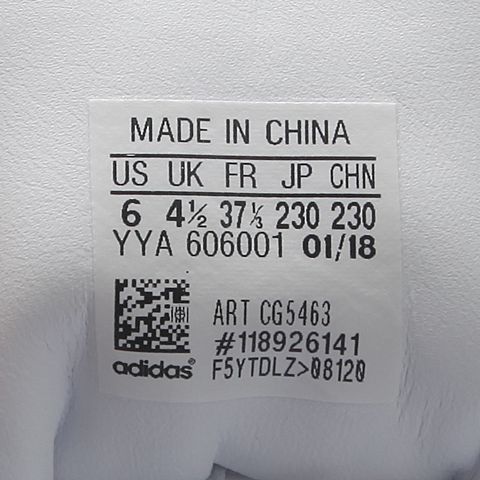 MADE IN CHINA
US UK FR JP CHN
6 4½ 37⅓ 230 230
YYA 606001 01/18
ART CG5463
#118926141
adidas® F5YTDLZ>08120